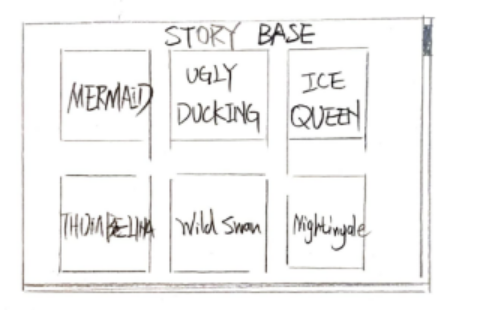 STORY BASE
MERMAID
UGLY
DUCKING
ICE
QUEEN
THUMBELINA
Wild Swan
Nightingale